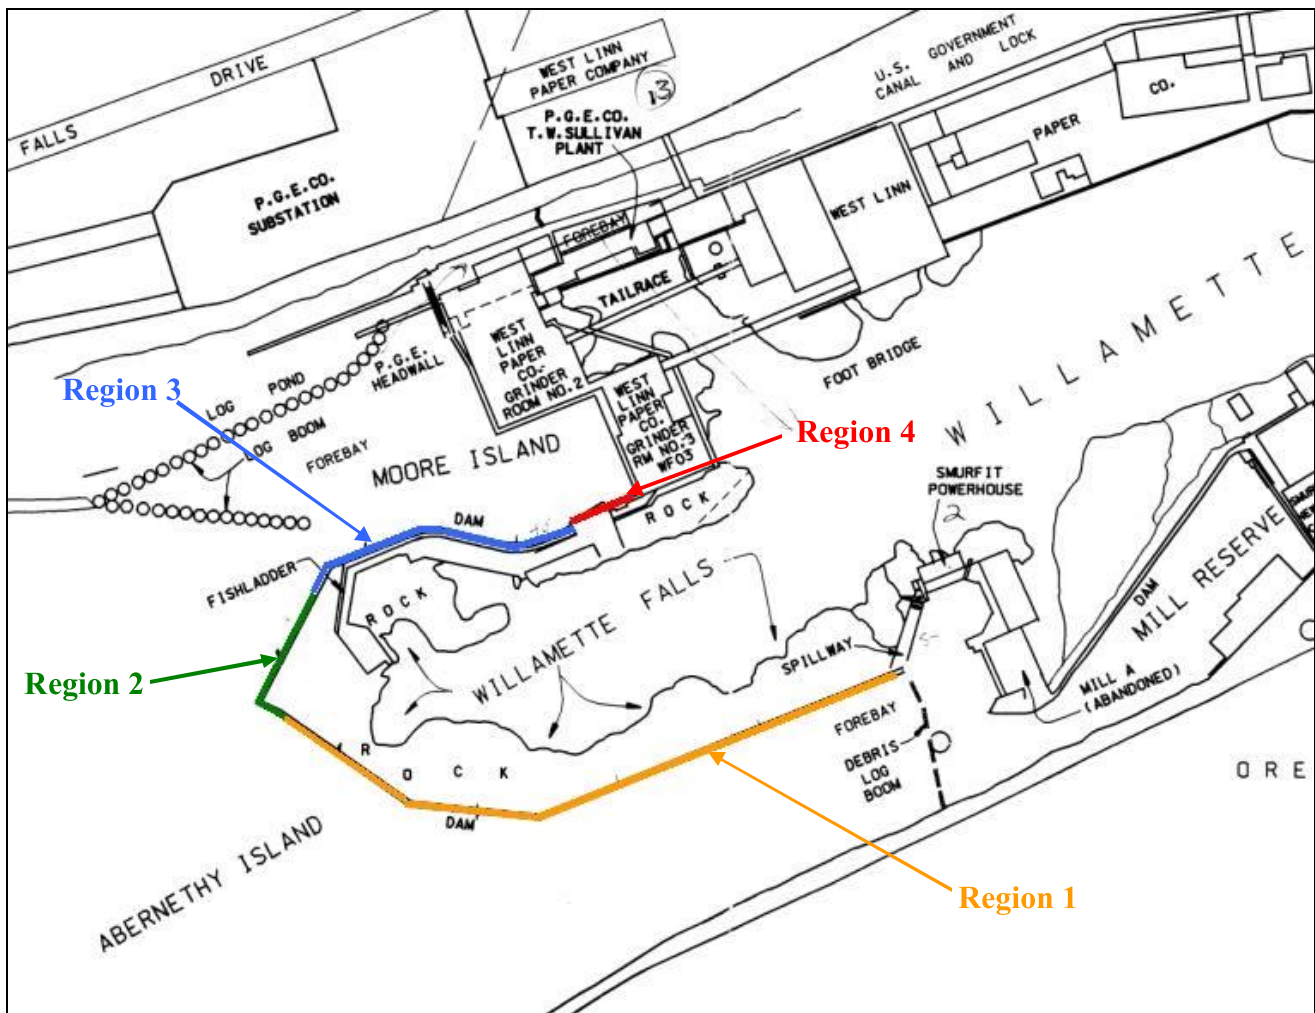 FALLS
DRIVE
WEST LINN
PAPER COMPANY
13
P.G.E.CO.
T.W.SULLIVAN
PLANT
U.S. GOVERNMENT
CANAL AND LOCK
CO.
PAPER
WEST LINN
P.G.E.CO.
SUBSTATION
FOREBAY
TAILRACE
WILLAMETTE
WEST
LINN
PAPER
CO.
GRINDER
ROOM NO.2
P.G.E.
HEADWALL
FOOT BRIDGE
Region 3
LOG POND
LOG BOOM
FOREBAY
WEST
LINN
PAPER
CO.
GRINDER
RM NO.3
WF03
Region 4
MOORE ISLAND
SMURFIT
POWERHOUSE
2
ROCK
DAM
FISHLADDER
ROCK
WILLAMETTE FALLS
DAM
MILL RESERVE
SPILLWAY
MILL A
(ABANDONED)
Region 2
FOREBAY
DEBRIS
LOG
BOOM
ROCK
DAM
ORE
ABERNETHY ISLAND
Region 1